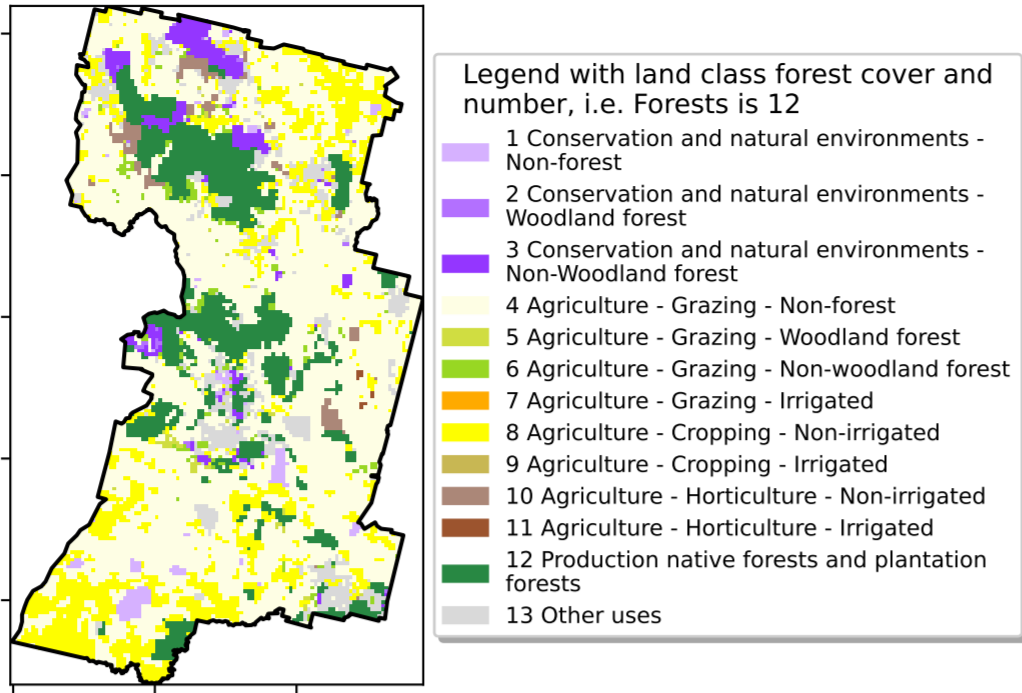 Legend with land class forest cover and
number, i.e. Forests is 12
1 Conservation and natural environments -
Non-forest
2 Conservation and natural environments -
Woodland forest
3 Conservation and natural environments -
Non-Woodland forest
4 Agriculture - Grazing - Non-forest
5 Agriculture - Grazing - Woodland forest
6 Agriculture - Grazing - Non-woodland forest
7 Agriculture - Grazing - Irrigated
8 Agriculture - Cropping - Non-irrigated
9 Agriculture - Cropping - Irrigated
10 Agriculture - Horticulture - Non-irrigated
11 Agriculture - Horticulture - Irrigated
12 Production native forests and plantation
forests
13 Other uses